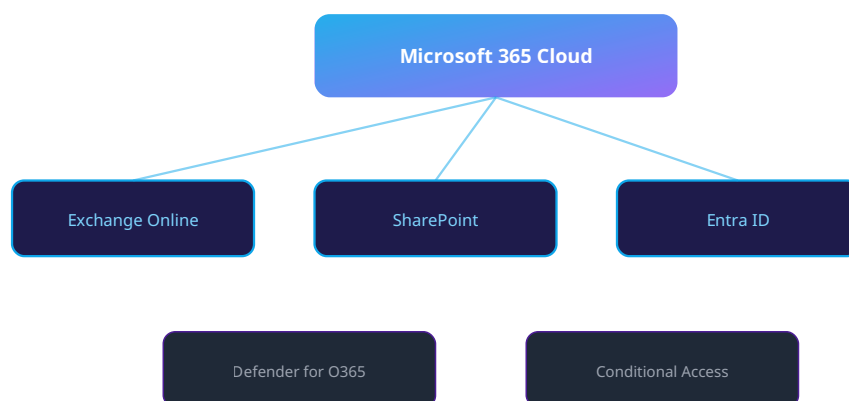 Microsoft 365 Cloud
Exchange Online
SharePoint
Entra ID
Defender for O365
Conditional Access